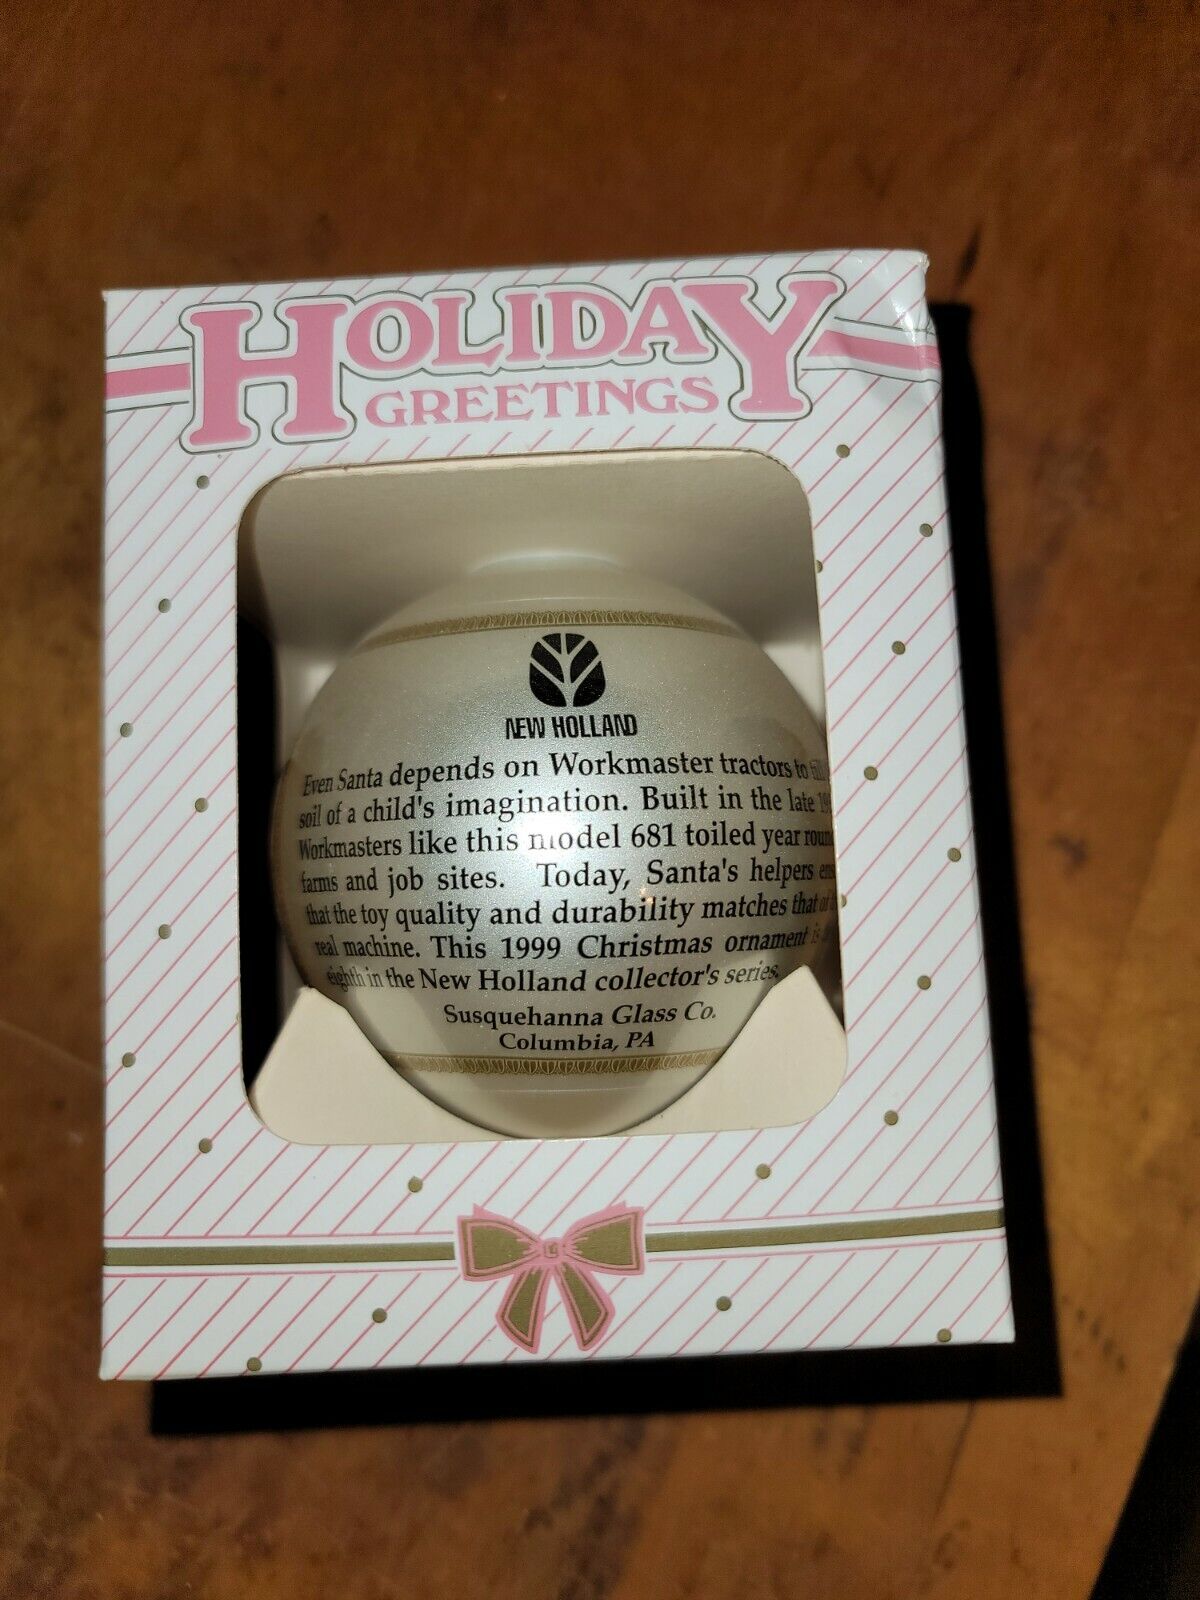 HOLIDAY
GREETINGS
NEW HOLLAND
Even Santa depends on Workmaster tractors to
soil of a child's imagination. Built in the late
Workmasters like this model 681 toiled year
farms and job sites. Today, Santa's helpers
that the toy quality and durability matches that
real machine. This 1999 Christmas ornament is
eighth in the New Holland collector's series.
Susquehanna Glass Co.
Columbia, PA